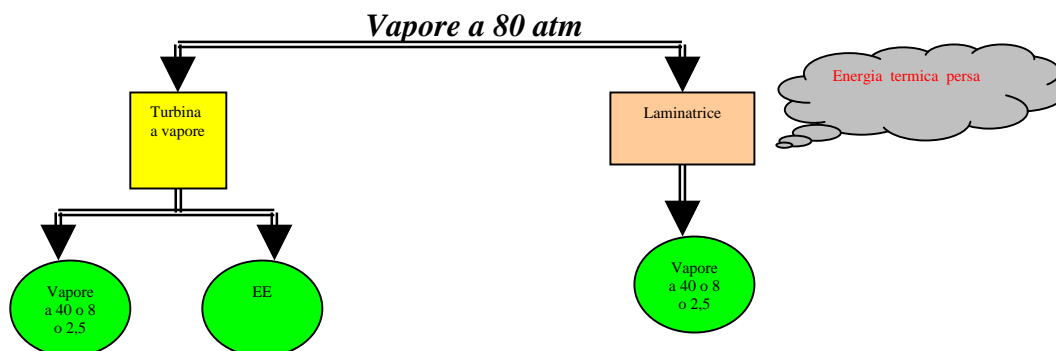 Vapore a 80 atm
Energia termica persa
Turbina
a vapore
Laminatrice
Vapore
a 40 o 8
o 2,5
EE
Vapore
a 40 o 8
o 2,5